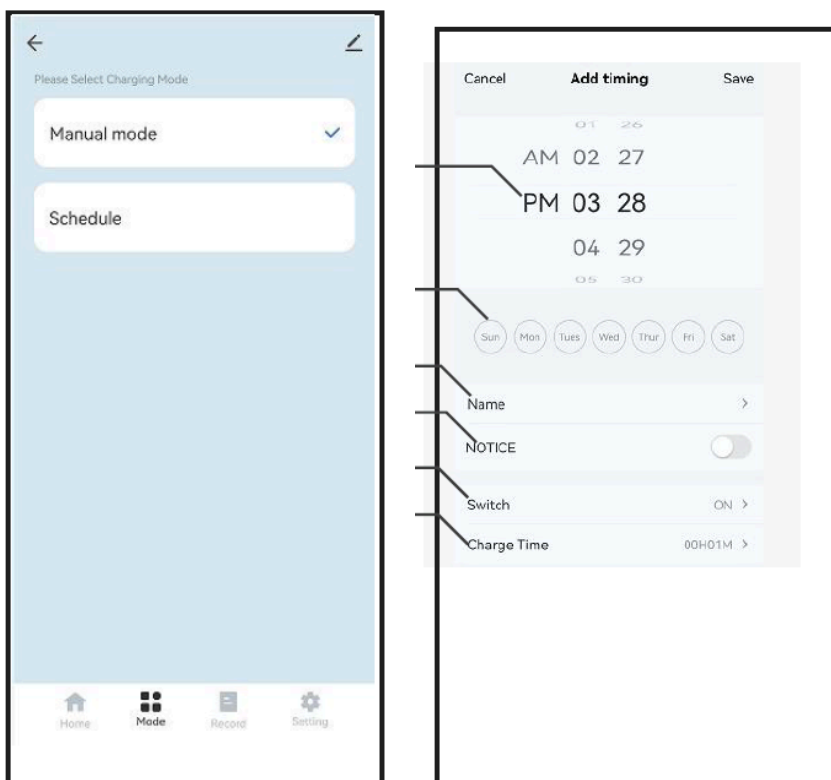 Please Select Charging Mode
Manual mode
Schedule
Home Mode Record Setting
Cancel Add timing Save
01 26
AM 02 27
PM 03 28
04 29
05 30
Sun Mon Tues Wed Thur Fri Sat
Name
NOTICE
Switch ON
Charge Time 00H01M